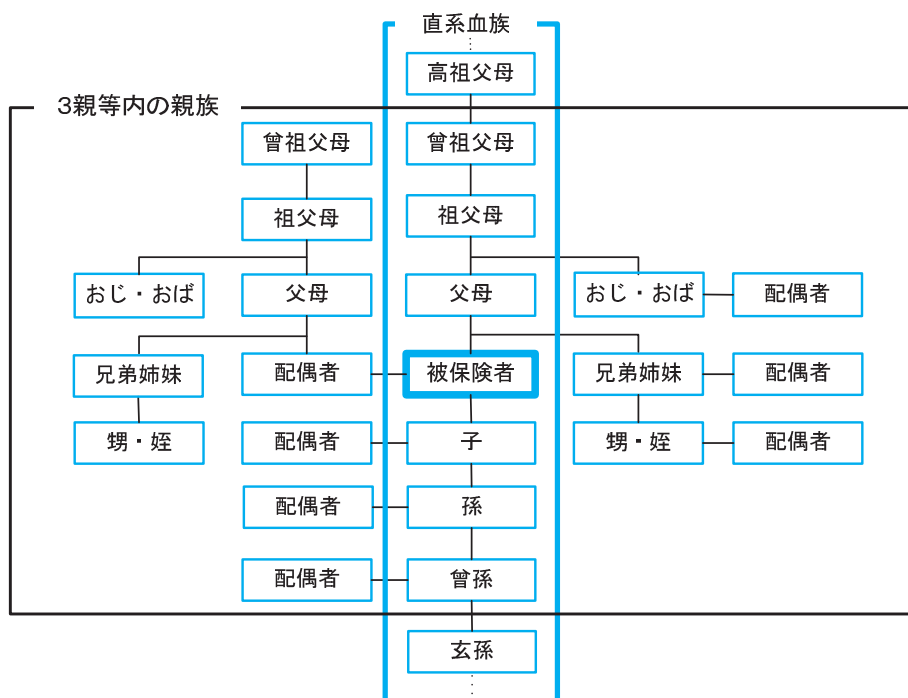 直系血族
高祖父母
3親等内の親族
曾祖父母
曾祖父母
祖父母
祖父母
おじ・おば
父母
父母
おじ・おば
配偶者
兄弟姉妹
配偶者
被保険者
兄弟姉妹
配偶者
甥・姪
配偶者
子
甥・姪
配偶者
配偶者
孫
配偶者
曾孫
玄孫